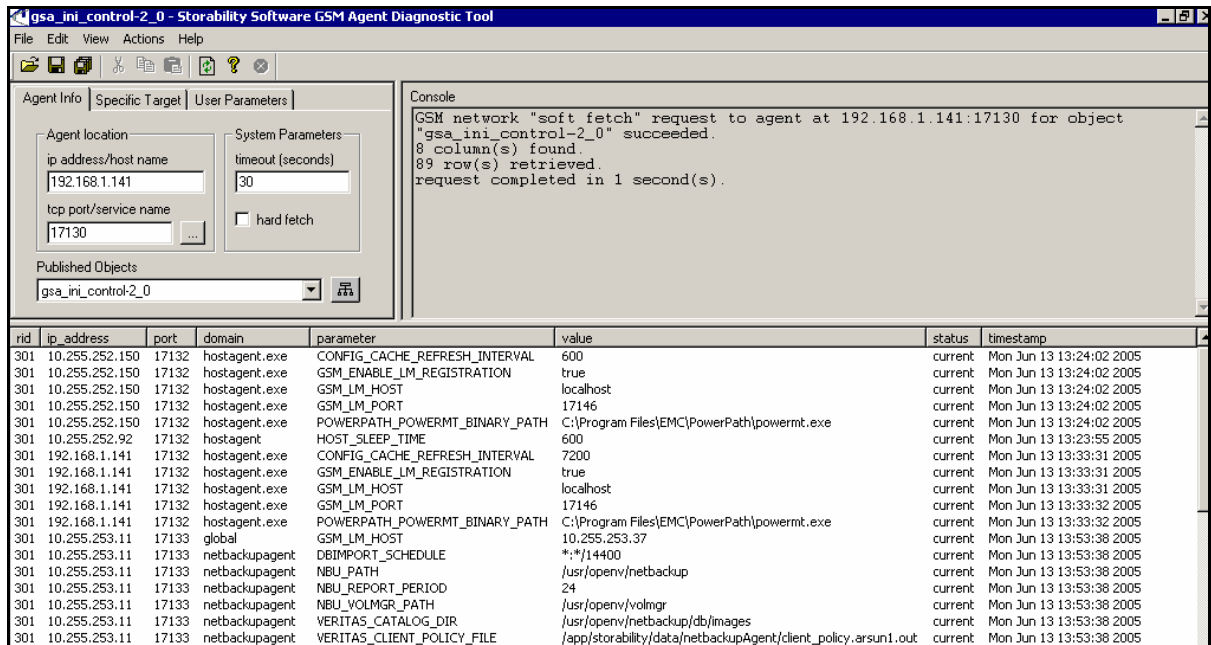 gsa_ini_control-2_0 - Storability Software GSM Agent Diagnostic Tool
File Edit View Actions Help
Agent Info Specific Target User Parameters
Agent location
ip address/host name
192.168.1.141
tcp port/service name
17130
...
System Parameters
timeout (seconds)
30
hard fetch
Published Objects
gsa_ini_control-2_0
Console
GSM network "soft fetch" request to agent at 192.168.1.141:17130 for object
"gsa_ini_control-2_0" succeeded.
8 column(s) found.
89 row(s) retrieved.
request completed in 1 second(s).
rid ip_address port domain parameter value status timestamp
301 10.255.252.150 17132 hostagent.exe CONFIG_CACHE_REFRESH_INTERVAL 600 current Mon Jun 13 13:24:02 2005
301 10.255.252.150 17132 hostagent.exe GSM_ENABLE_LM_REGISTRATION true current Mon Jun 13 13:24:02 2005
301 10.255.252.150 17132 hostagent.exe GSM_LM_HOST localhost current Mon Jun 13 13:24:02 2005
301 10.255.252.150 17132 hostagent.exe GSM_LM_PORT 17146 current Mon Jun 13 13:24:02 2005
301 10.255.252.150 17132 hostagent.exe POWERPATH_POWERMT_BINARY_PATH C:\Program Files\EMC\PowerPath\powermt.exe current Mon Jun 13 13:24:02 2005
301 10.255.252.92 17132 hostagent HOST_SLEEP_TIME 600 current Mon Jun 13 13:23:55 2005
301 192.168.1.141 17132 hostagent.exe CONFIG_CACHE_REFRESH_INTERVAL 7200 current Mon Jun 13 13:33:31 2005
301 192.168.1.141 17132 hostagent.exe GSM_ENABLE_LM_REGISTRATION true current Mon Jun 13 13:33:31 2005
301 192.168.1.141 17132 hostagent.exe GSM_LM_HOST localhost current Mon Jun 13 13:33:31 2005
301 192.168.1.141 17132 hostagent.exe GSM_LM_PORT 17146 current Mon Jun 13 13:33:32 2005
301 192.168.1.141 17132 hostagent.exe POWERPATH_POWERMT_BINARY_PATH C:\Program Files\EMC\PowerPath\powermt.exe current Mon Jun 13 13:33:32 2005
301 10.255.253.11 17133 global GSM_LM_HOST 10.255.253.37 current Mon Jun 13 13:53:38 2005
301 10.255.253.11 17133 netbackupagent DBIMPORT_SCHEDULE *:*/14400 current Mon Jun 13 13:53:38 2005
301 10.255.253.11 17133 netbackupagent NBU_PATH /usr/openv/netbackup current Mon Jun 13 13:53:38 2005
301 10.255.253.11 17133 netbackupagent NBU_REPORT_PERIOD 24 current Mon Jun 13 13:53:38 2005
301 10.255.253.11 17133 netbackupagent NBU_VOLMGR_PATH /usr/openv/volmgr current Mon Jun 13 13:53:38 2005
301 10.255.253.11 17133 netbackupagent VERITAS_CATALOG_DIR /usr/openv/netbackup/db/images current Mon Jun 13 13:53:38 2005
301 10.255.253.11 17133 netbackupagent VERITAS_CLIENT_POLICY_FILE /app/storability/data/netbackupAgent/client_policy.arsun1.out current Mon Jun 13 13:53:38 2005